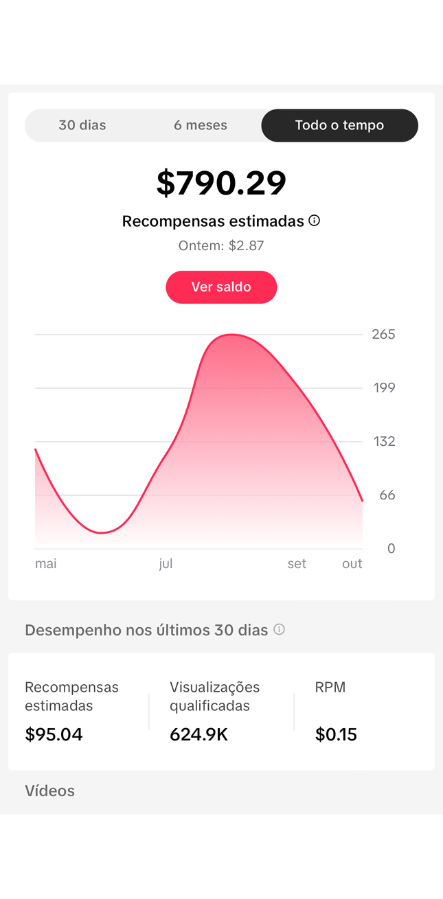 30 dias 6 meses Todo o tempo
$790.29
Recompensas estimadas
Ontem: $2.87
Ver saldo
265
199
132
66
0
mai jul set out
Desempenho nos últimos 30 dias
Recompensas estimadas
$95.04
Visualizações qualificadas
624.9K
RPM
$0.15
Vídeos